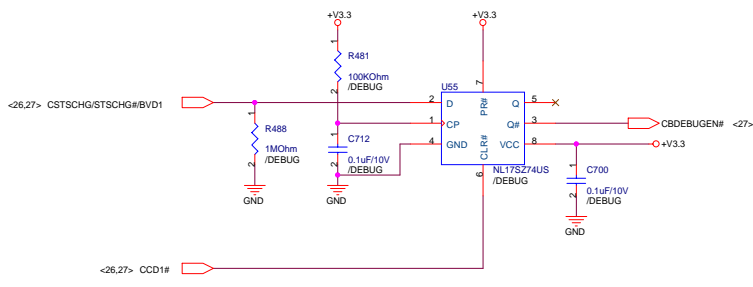 +V3.3
+V3.3
1
R481
100KOhm
/DEBUG
2
7
U55
<26,27> CSTSCHG/STSCHG#/BVD1
2
D
PR#
Q
5
1
R488
1MOhm
/DEBUG
2
1
CP
Q#
3
CBDEBUGEN# <27>
1
C712
0.1uF/10V
/DEBUG
2
4
GND
CLR#
VCC
8
+V3.3
NL17SZ74US
/DEBUG
6
1
C700
0.1uF/10V
/DEBUG
2
GND
GND
GND
<26,27> CCD1#